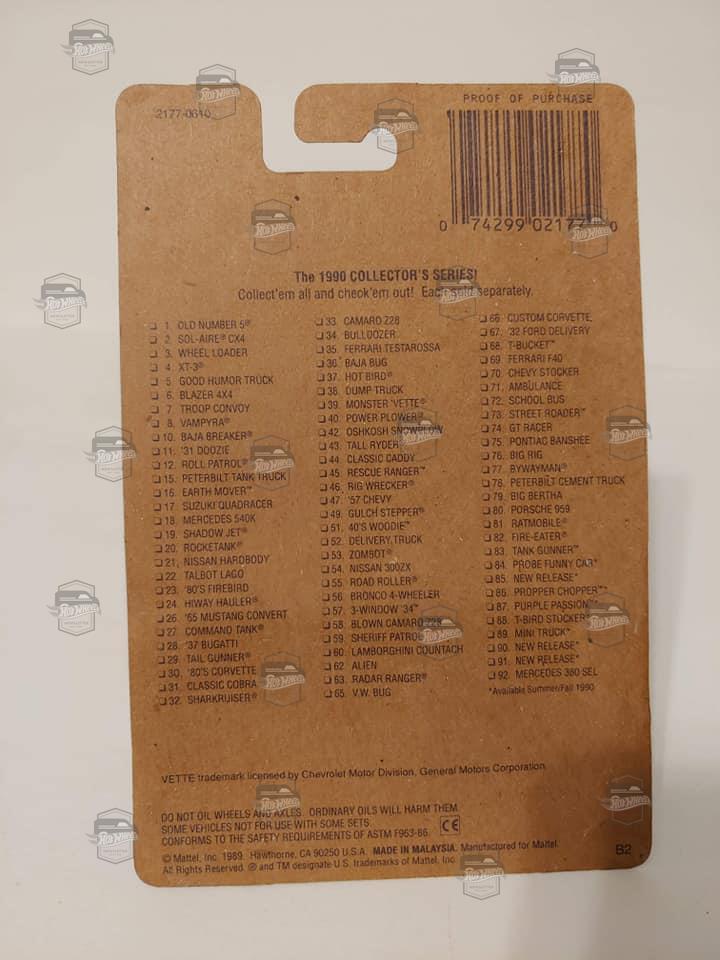 2177-0610
PROOF OF PURCHASE
0 74299 02177 0
The 1990 COLLECTOR'S SERIES!
Collect'em all and check'em out! Each sold separately.
❑ 1. OLD NUMBER 5®
❑ 2. SOL-AIRE® CX4
❑ 3. WHEEL LOADER
❑ 4. XT-3®
❑ 5. GOOD HUMOR TRUCK
❑ 6. BLAZER 4X4
❑ 7. TROOP CONVOY
❑ 8. VAMPYRA®
❑ 10. BAJA BREAKER®
❑ 11. '31 DOOZIE
❑ 12. ROLL PATROL®
❑ 15. PETERBILT TANK TRUCK
❑ 16. EARTH MOVER™
❑ 17. SUZUKI QUADRACER
❑ 18. MERCEDES 540K
❑ 19. SHADOW JET®
❑ 20. ROCKETANK®
❑ 21. NISSAN HARDBODY
❑ 22. TALBOT LAGO
❑ 23. '80'S FIREBIRD
❑ 24. HIWAY HAULER®
❑ 26. '65 MUSTANG CONVERT
❑ 27. COMMAND TANK®
❑ 28. '37 BUGATTI
❑ 29. TAIL GUNNER®
❑ 30. '80'S CORVETTE
❑ 31. CLASSIC COBRA
❑ 32. SHARKRUISER®
❑ 33. CAMARO Z28
❑ 34. BULLDOZER
❑ 35. FERRARI TESTAROSSA
❑ 36. BAJA BUG
❑ 37. HOT BIRD®
❑ 38. DUMP TRUCK
❑ 39. MONSTER 'VETTE®
❑ 40. POWER PLOWER®
❑ 42. OSHKOSH SNOWPLOW
❑ 43. TALL RYDER
❑ 44. CLASSIC CADDY
❑ 45. RESCUE RANGER™
❑ 46. RIG WRECKER®
❑ 47. '57 CHEVY
❑ 49. GULCH STEPPER®
❑ 51. 40'S WOODIE™
❑ 52. DELIVERY TRUCK
❑ 53. ZOMBOT®
❑ 54. NISSAN 300ZX
❑ 55. ROAD ROLLER®
❑ 56. BRONCO 4-WHEELER
❑ 57. 3-WINDOW '34™
❑ 58. BLOWN CAMARO Z28
❑ 59. SHERIFF PATROL
❑ 60. LAMBORGHINI COUNTACH
❑ 62. ALIEN
❑ 63. RADAR RANGER®
❑ 65. V.W. BUG
❑ 66. CUSTOM CORVETTE
❑ 67. '32 FORD DELIVERY
❑ 68. T-BUCKET™
❑ 69. FERRARI F40
❑ 70. CHEVY STOCKER
❑ 71. AMBULANCE
❑ 72. SCHOOL BUS
❑ 73. STREET ROADER™
❑ 74. GT RACER
❑ 75. PONTIAC BANSHEE
❑ 76. BIG RIG
❑ 77. BYWAYMAN®
❑ 78. PETERBILT CEMENT TRUCK
❑ 79. BIG BERTHA
❑ 80. PORSCHE 959
❑ 81. RATMOBILE®
❑ 82. FIRE-EATER®
❑ 83. TANK GUNNER™
❑ 84. PROBE FUNNY CAR*
❑ 85. NEW RELEASE*
❑ 86. PROPPER CHOPPER™*
❑ 87. PURPLE PASSION™*
❑ 88. T-BIRD STOCKER*
❑ 89. MINI TRUCK*
❑ 90. NEW RELEASE*
❑ 91. NEW RELEASE*
❑ 92. MERCEDES 380 SEL
*Available Summer/Fall 1990
VETTE trademark licensed by Chevrolet Motor Division, General Motors Corporation
DO NOT OIL WHEELS AND AXLES. ORDINARY OILS WILL HARM THEM.
SOME VEHICLES NOT FOR USE WITH SOME SETS.
CONFORMS TO THE SAFETY REQUIREMENTS OF ASTM F963-86. CE
© Mattel, Inc. 1989. Hawthorne, CA 90250 U.S.A. MADE IN MALAYSIA. Manufactured for Mattel.
All Rights Reserved. ® and TM designate U.S. trademarks of Mattel, Inc.
B2